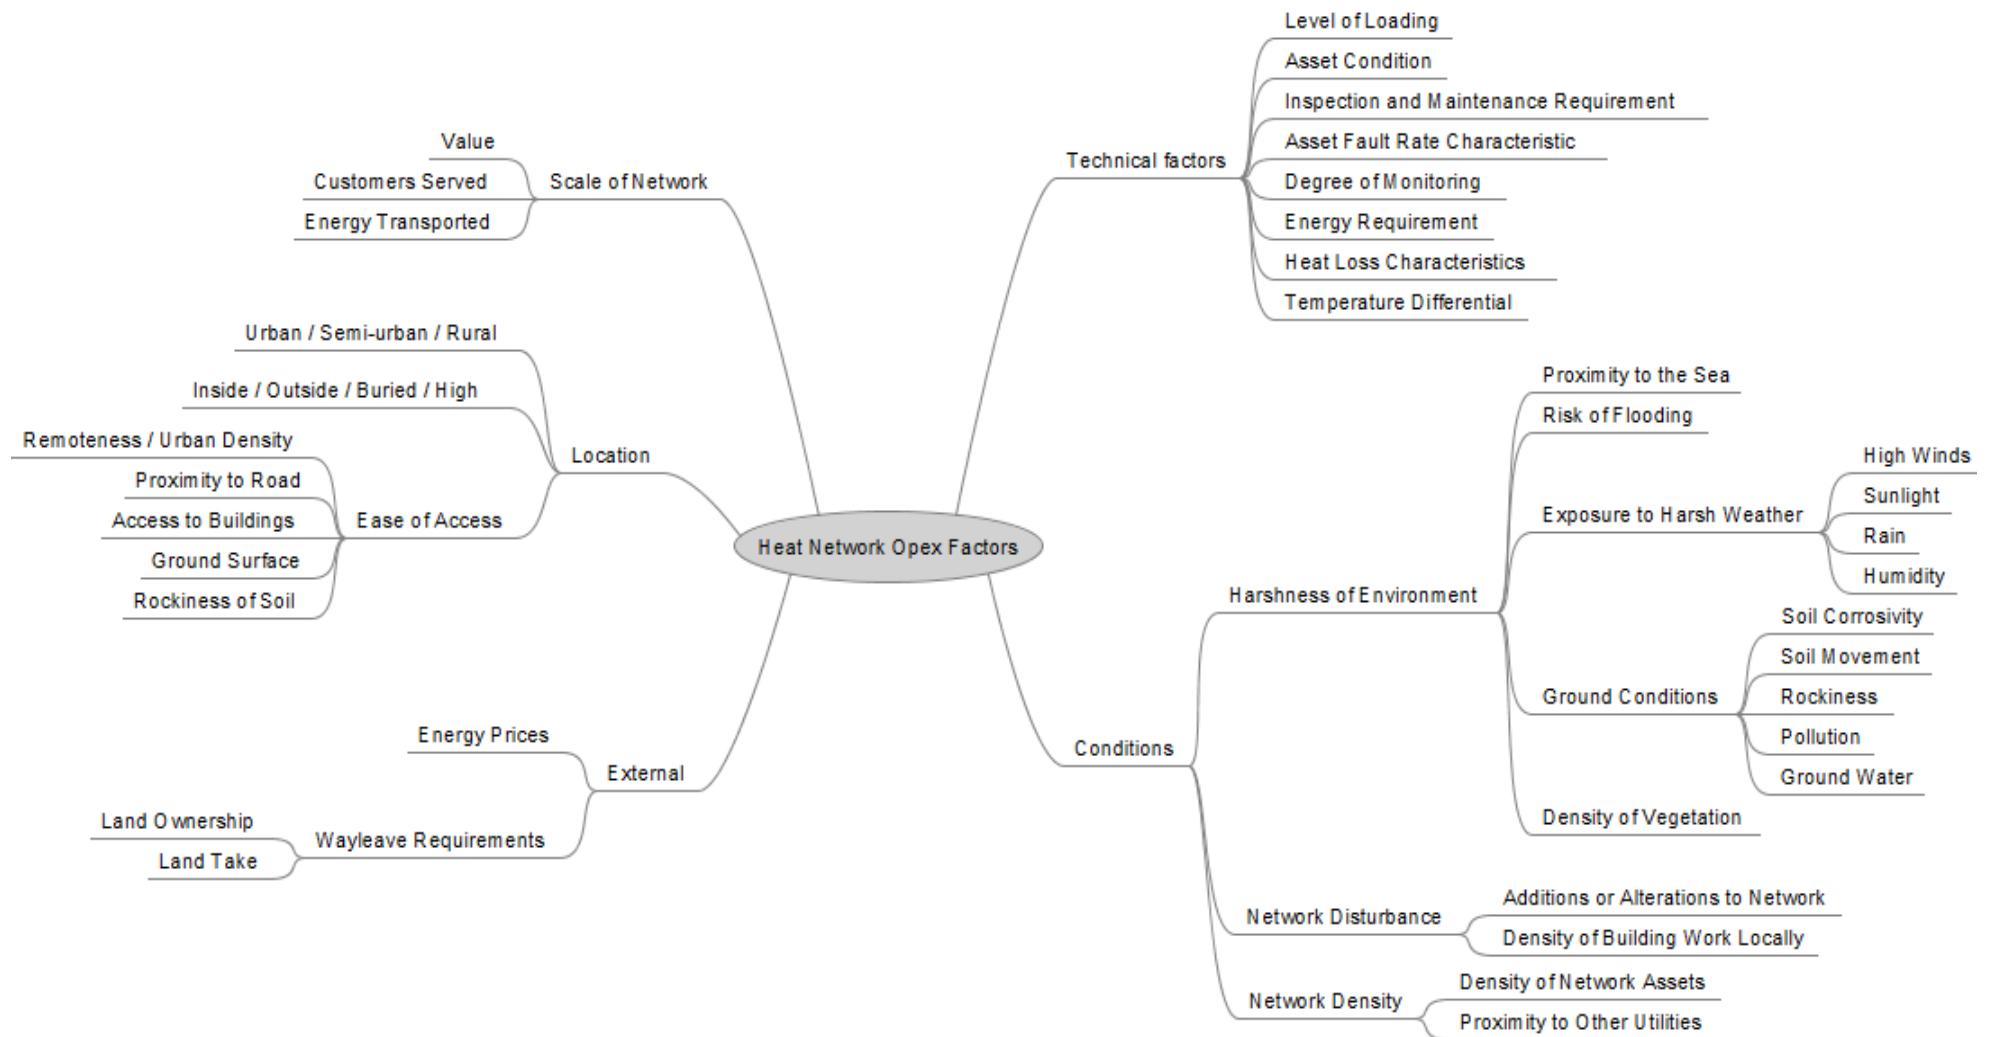 Heat Network Opex Factors
Scale of Network
Value
Customers Served
Energy Transported
Location
Urban / Semi-urban / Rural
Inside / Outside / Buried / High
Ease of Access
Remoteness / Urban Density
Proximity to Road
Access to Buildings
Ground Surface
Rockiness of Soil
External
Energy Prices
Wayleave Requirements
Land Ownership
Land Take
Technical factors
Level of Loading
Asset Condition
Inspection and Maintenance Requirement
Asset Fault Rate Characteristic
Degree of Monitoring
Energy Requirement
Heat Loss Characteristics
Temperature Differential
Conditions
Harshness of Environment
Proximity to the Sea
Risk of Flooding
Exposure to Harsh Weather
High Winds
Sunlight
Rain
Humidity
Ground Conditions
Soil Corrosivity
Soil Movement
Rockiness
Pollution
Ground Water
Density of Vegetation
Network Disturbance
Additions or Alterations to Network
Density of Building Work Locally
Network Density
Density of Network Assets
Proximity to Other Utilities